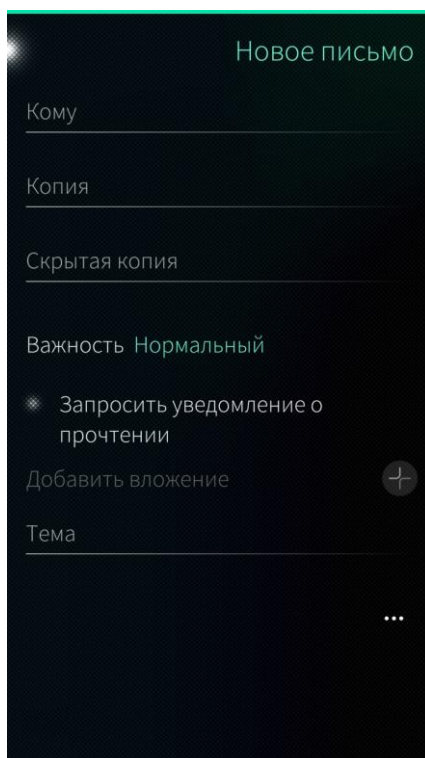 Новое письмо
Кому
Копия
Скрытая копия
Важность Нормальный
Запросить уведомление о
прочтении
Добавить вложение
Тема